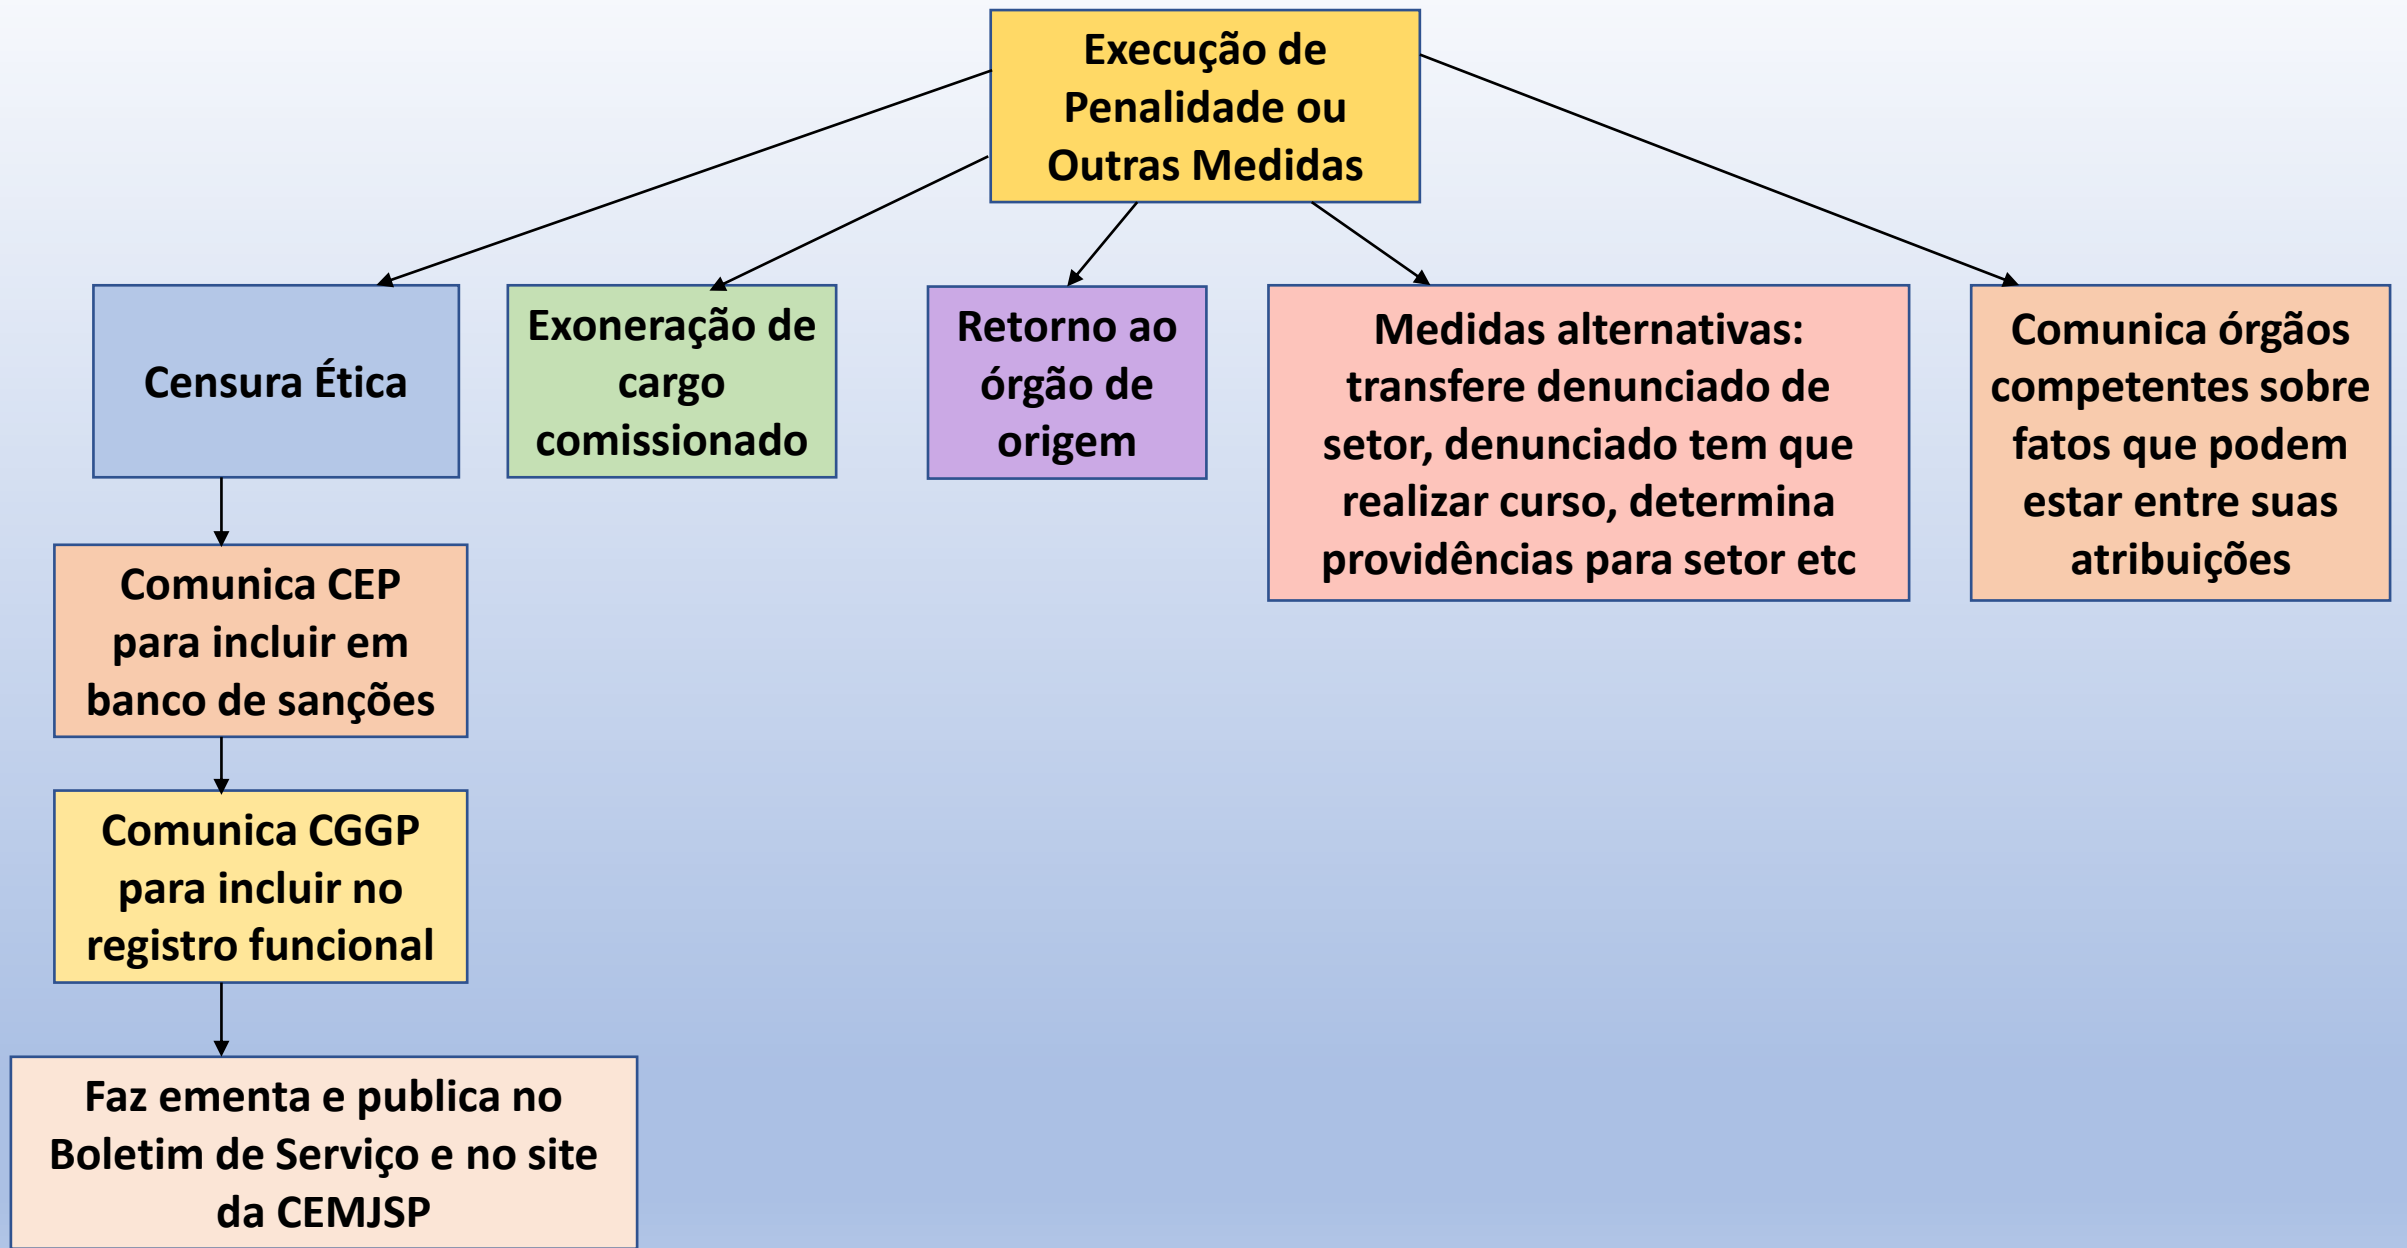 Execução de
Penalidade ou
Outras Medidas
Censura Ética
Exoneração de
cargo
comissionado
Retorno ao
órgão de
origem
Medidas alternativas:
transfere denunciado de
setor, denunciado tem que
realizar curso, determina
providências para setor etc
Comunica órgãos
competentes sobre
fatos que podem
estar entre suas
atribuições
Comunica CEP
para incluir em
banco de sanções
Comunica CGGP
para incluir no
registro funcional
Faz ementa e publica no
Boletim de Serviço e no site
da CEMJSP